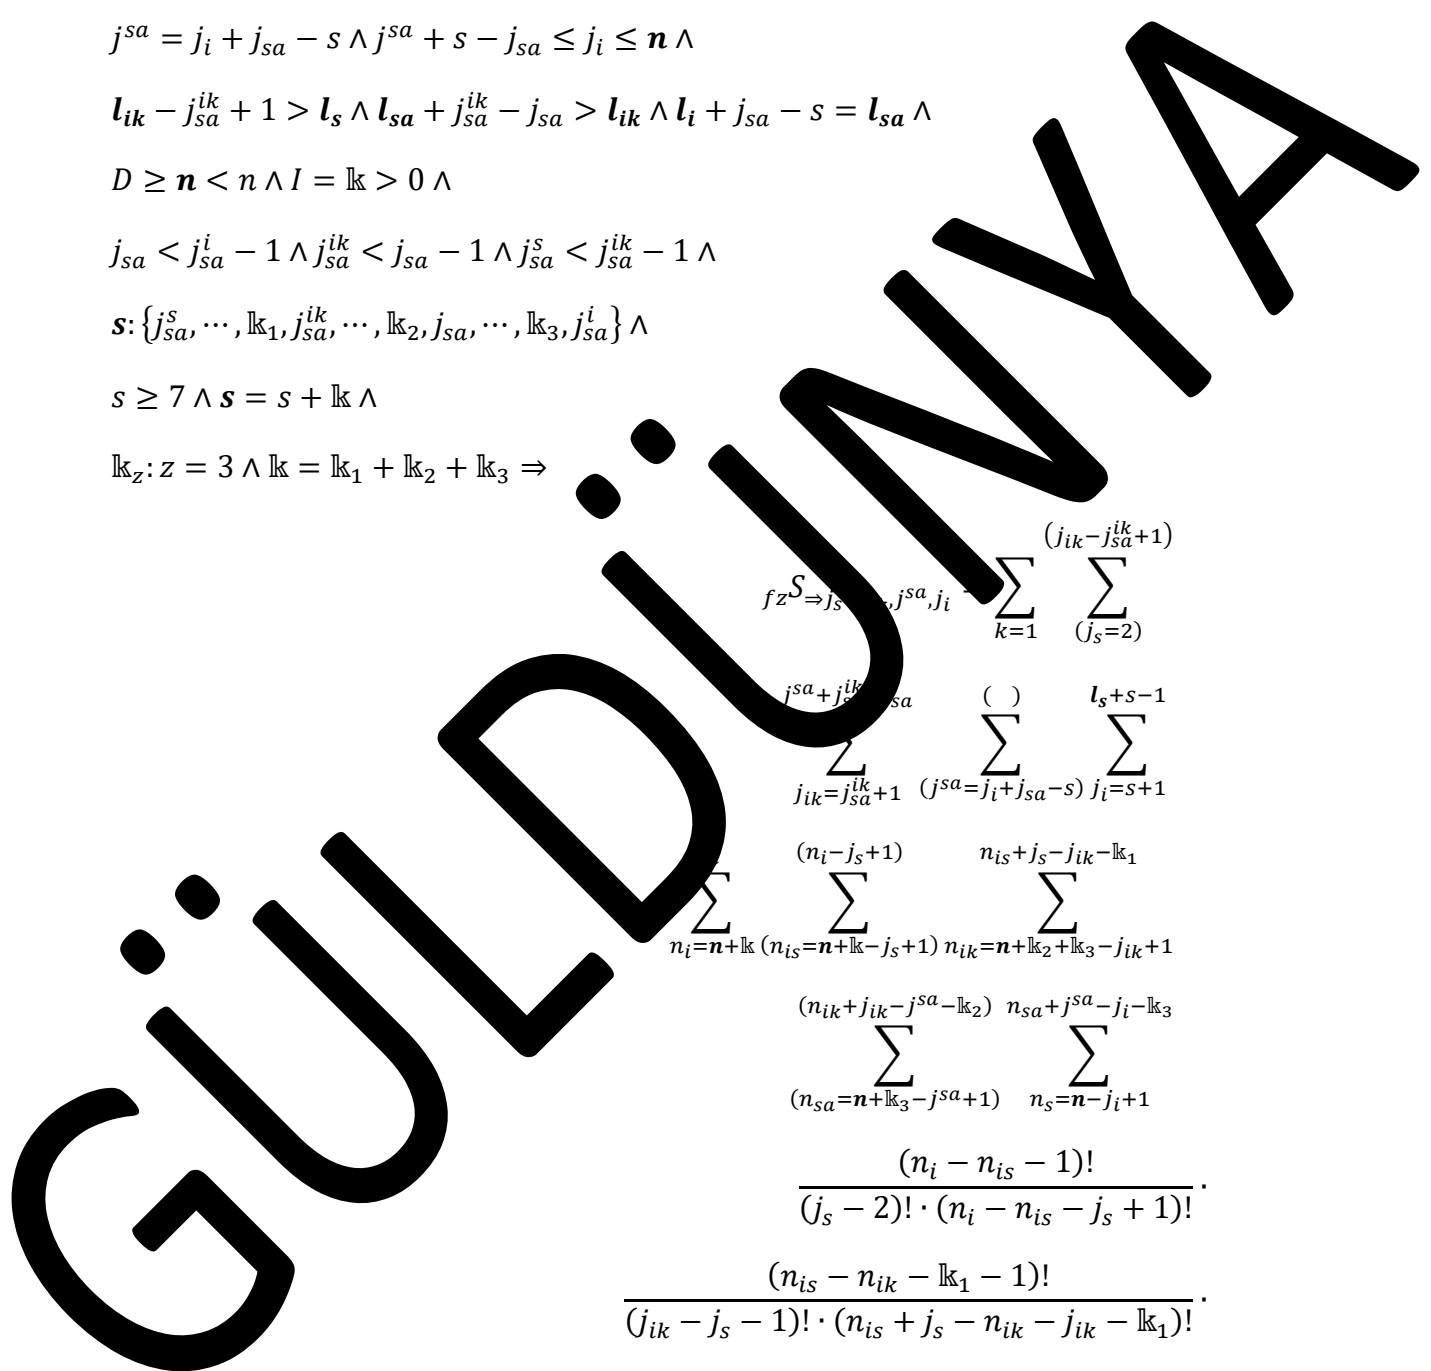 j^{sa} = j_i + j_{sa} − s ∧ j^{sa} + s − j_{sa} ≤ j_i ≤ n ∧
l_{ik} − j_{sa}^{ik} + 1 > l_s ∧ l_{sa} + j_{sa}^{ik} − j_{sa} > l_{ik} ∧ l_i + j_{sa} − s = l_{sa} ∧
D ≥ n < n ∧ I = 𝕜 > 0 ∧
j_{sa} < j_{sa}^{i} − 1 ∧ j_{sa}^{ik} < j_{sa} − 1 ∧ j_{sa}^{s} < j_{sa}^{ik} − 1 ∧
s: {j_{sa}^{s}, ⋯, 𝕜_1, j_{sa}^{ik}, ⋯, 𝕜_2, j_{sa}, ⋯, 𝕜_3, j_{sa}^{i}} ∧
s ≥ 7 ∧ s = s + 𝕜 ∧
𝕜_z: z = 3 ∧ 𝕜 = 𝕜_1 + 𝕜_2 + 𝕜_3 ⇒
GÜLDÜNYA
(j_{ik}−j_{sa}^{ik}+1)
_{fz}S_{⇒j_s ,j^{sa},j_i} ∑ ∑
k=1 (j_s=2)
( ) l_s+s−1
∑ ∑ ∑
j_{ik}=j_{sa}^{ik}+1 (j^{sa}=j_i+j_{sa}−s) j_i=s+1
(n_i−j_s+1) n_{is}+j_s−j_{ik}−𝕜_1
∑ ∑ ∑
n_i=n+𝕜 (n_{is}=n+𝕜−j_s+1) n_{ik}=n+𝕜_2+𝕜_3−j_{ik}+1
(n_{ik}+j_{ik}−j^{sa}−𝕜_2) n_{sa}+j^{sa}−j_i−𝕜_3
∑ ∑
(n_{sa}=n+𝕜_3−j^{sa}+1) n_s=n−j_i+1
(n_i − n_{is} − 1)!
(j_s − 2)! · (n_i − n_{is} − j_s + 1)! ·
(n_{is} − n_{ik} − 𝕜_1 − 1)!
(j_{ik} − j_s − 1)! · (n_{is} + j_s − n_{ik} − j_{ik} − 𝕜_1)! ·